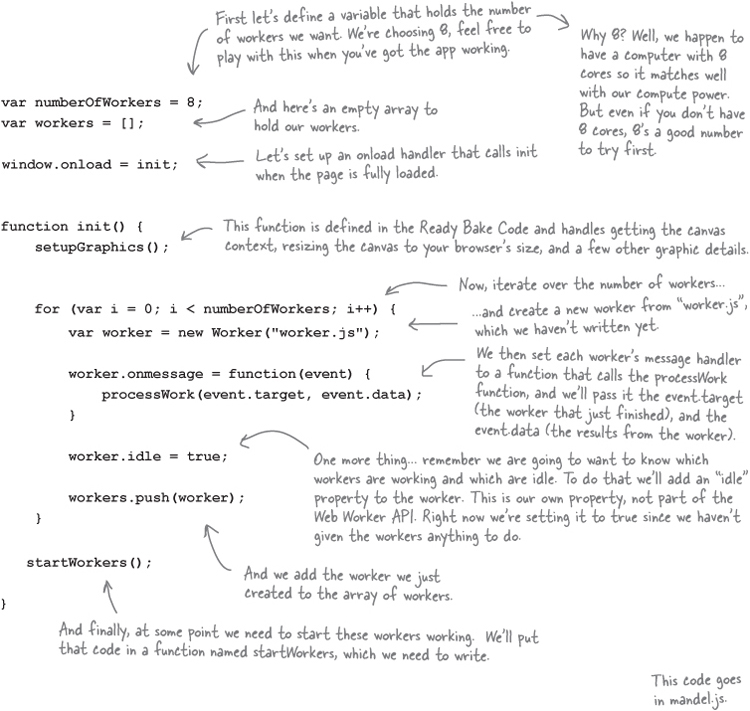 First let's define a variable that holds the number
of workers we want. We're choosing 8, feel free to
play with this when you've got the app working.
Why 8? Well, we happen to
have a computer with 8
cores so it matches well
with our compute power.
But even if you don't have
8 cores, 8's a good number
to try first.
var numberOfWorkers = 8;
var workers = [];
And here's an empty array to
hold our workers.
window.onload = init;
Let's set up an onload handler that calls init
when the page is fully loaded.
function init() {
setupGraphics();
This function is defined in the Ready Bake Code and handles getting the canvas
context, resizing the canvas to your browser's size, and a few other graphic details.
Now, iterate over the number of workers...
for (var i = 0; i < numberOfWorkers; i++) {
var worker = new Worker("worker.js");
...and create a new worker from "worker.js",
which we haven't written yet.
worker.onmessage = function(event) {
processWork(event.target, event.data);
}
We then set each worker's message handler
to a function that calls the processWork
function, and we'll pass it the event.target
(the worker that just finished), and the
event.data (the results from the worker).
worker.idle = true;
One more thing... remember we are going to want to know which
workers are working and which are idle. To do that we'll add an "idle"
property to the worker. This is our own property, not part of the
Web Worker API. Right now we're setting it to true since we haven't
given the workers anything to do.
workers.push(worker);
}
And we add the worker we just
created to the array of workers.
startWorkers();
}
And finally, at some point we need to start these workers working. We'll put
that code in a function named startWorkers, which we need to write.
This code goes
in mandel.js.